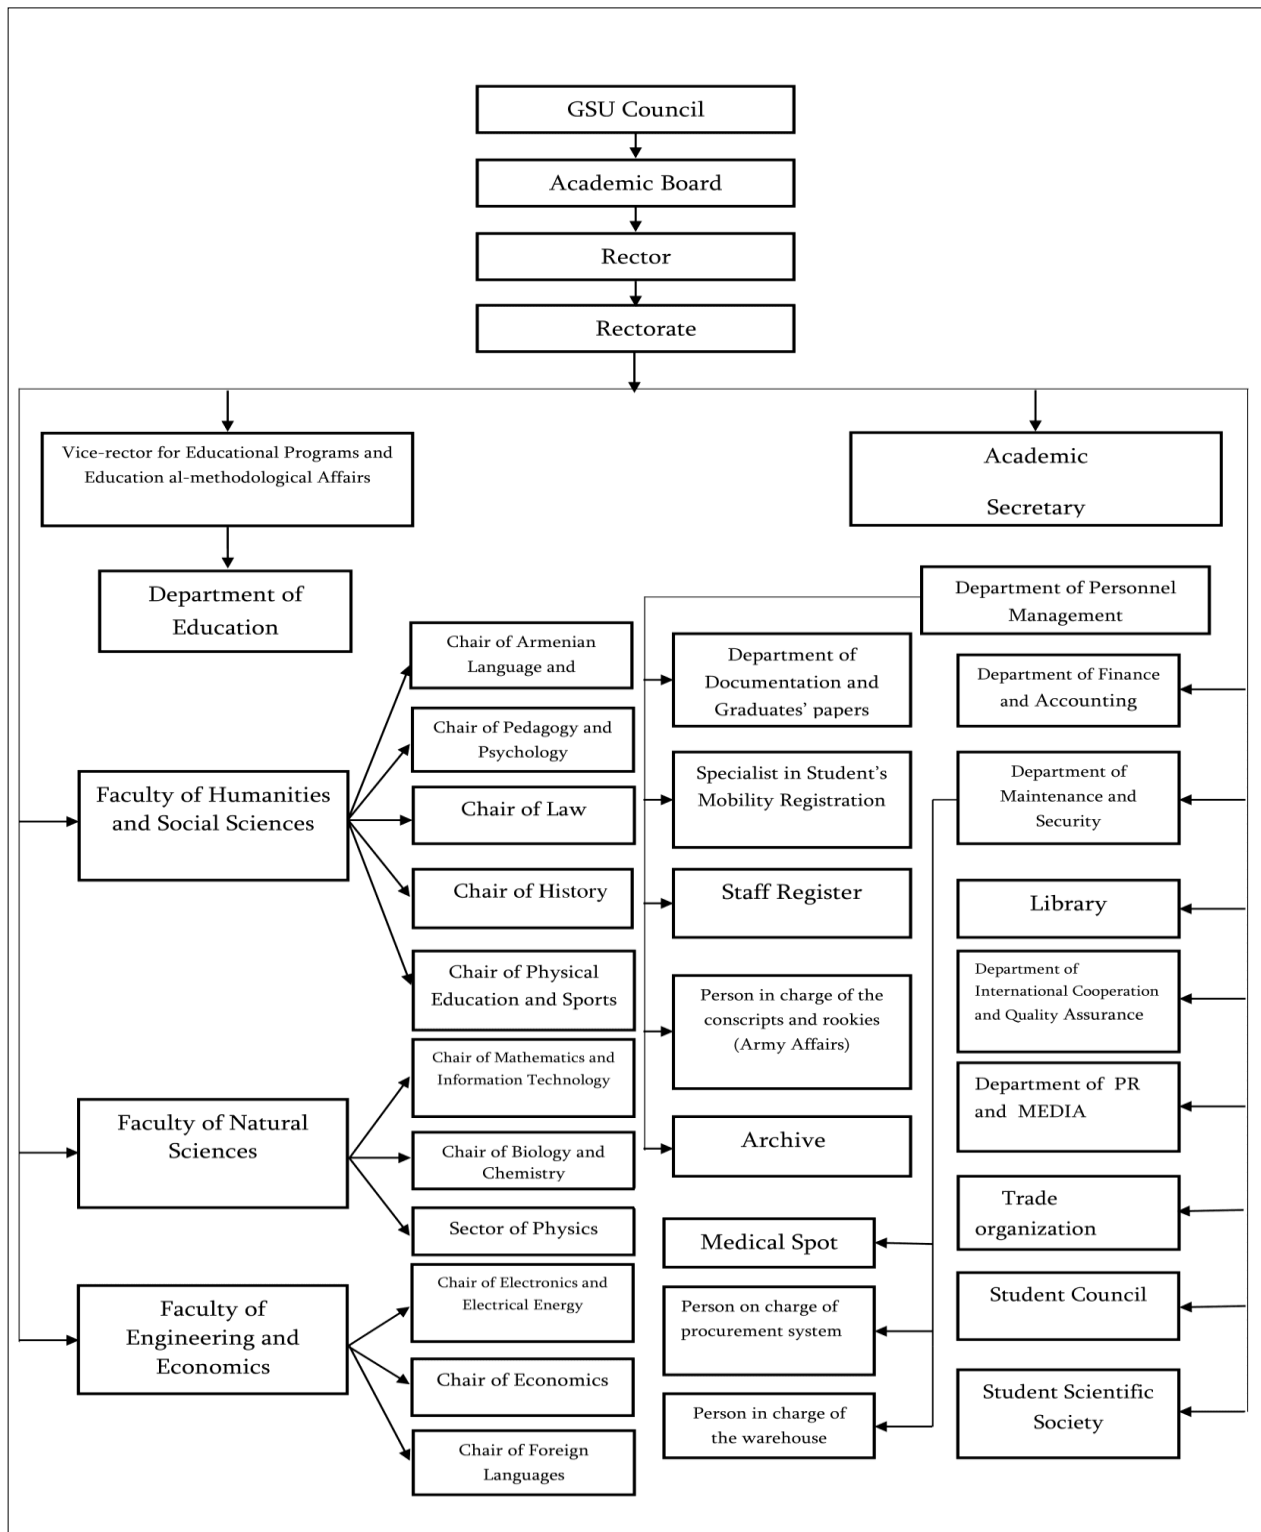 GSU Council
Academic Board
Rector
Rectorate
Vice-rector for Educational Programs and
Education al-methodological Affairs
Academic
Secretary
Department of
Education
Department of Personnel
Management
Chair of Armenian
Language and
Chair of Pedagogy and
Psychology
Chair of Law
Chair of History
Chair of Physical
Education and Sports
Faculty of Humanities
and Social Sciences
Chair of Mathematics and
Information Technology
Chair of Biology and
Chemistry
Sector of Physics
Faculty of Natural
Sciences
Chair of Electronics and
Electrical Energy
Chair of Economics
Chair of Foreign
Languages
Faculty of
Engineering and
Economics
Department of
Documentation and
Graduates’ papers
Specialist in Student’s
Mobility Registration
Staff Register
Person in charge of the
conscripts and rookies
(Army Affairs)
Archive
Medical Spot
Person on charge of
procurement system
Person in charge of
the warehouse
Department of Finance
and Accounting
Department of
Maintenance and
Security
Library
Department of
International Cooperation
and Quality Assurance
Department of PR
and MEDIA
Trade
organization
Student Council
Student Scientific
Society